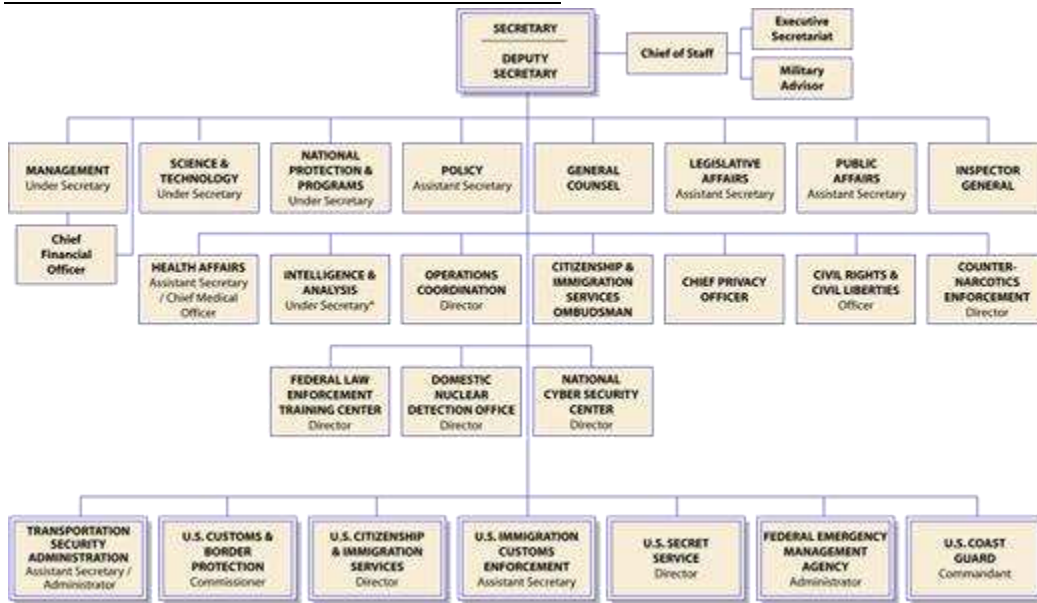 SECRETARY
DEPUTY
SECRETARY
Chief of Staff
Executive
Secretariat
Military
Advisor
MANAGEMENT
Under Secretary
SCIENCE &
TECHNOLOGY
Under Secretary
NATIONAL
PROTECTION &
PROGRAMS
Under Secretary
POLICY
Assistant Secretary
GENERAL
COUNSEL
LEGISLATIVE
AFFAIRS
Assistant Secretary
PUBLIC
AFFAIRS
Assistant Secretary
INSPECTOR
GENERAL
Chief
Financial
Officer
HEALTH AFFAIRS
Assistant Secretary
/ Chief Medical
Officer
INTELLIGENCE &
ANALYSIS
Under Secretary*
OPERATIONS
COORDINATION
Director
CITIZENSHIP &
IMMIGRATION
SERVICES
OMBUDSMAN
CHIEF PRIVACY
OFFICER
CIVIL RIGHTS &
CIVIL LIBERTIES
Officer
COUNTER-
NARCOTICS
ENFORCEMENT
Director
FEDERAL LAW
ENFORCEMENT
TRAINING CENTER
Director
DOMESTIC
NUCLEAR
DETECTION OFFICE
Director
NATIONAL
CYBER SECURITY
CENTER
Director
TRANSPORTATION
SECURITY
ADMINISTRATION
Assistant Secretary /
Administrator
U.S. CUSTOMS &
BORDER
PROTECTION
Commissioner
U.S. CITIZENSHIP
& IMMIGRATION
SERVICES
Director
U.S. IMMIGRATION
CUSTOMS
ENFORCEMENT
Assistant Secretary
U.S. SECRET
SERVICE
Director
FEDERAL EMERGENCY
MANAGEMENT
AGENCY
Administrator
U.S. COAST
GUARD
Commandant